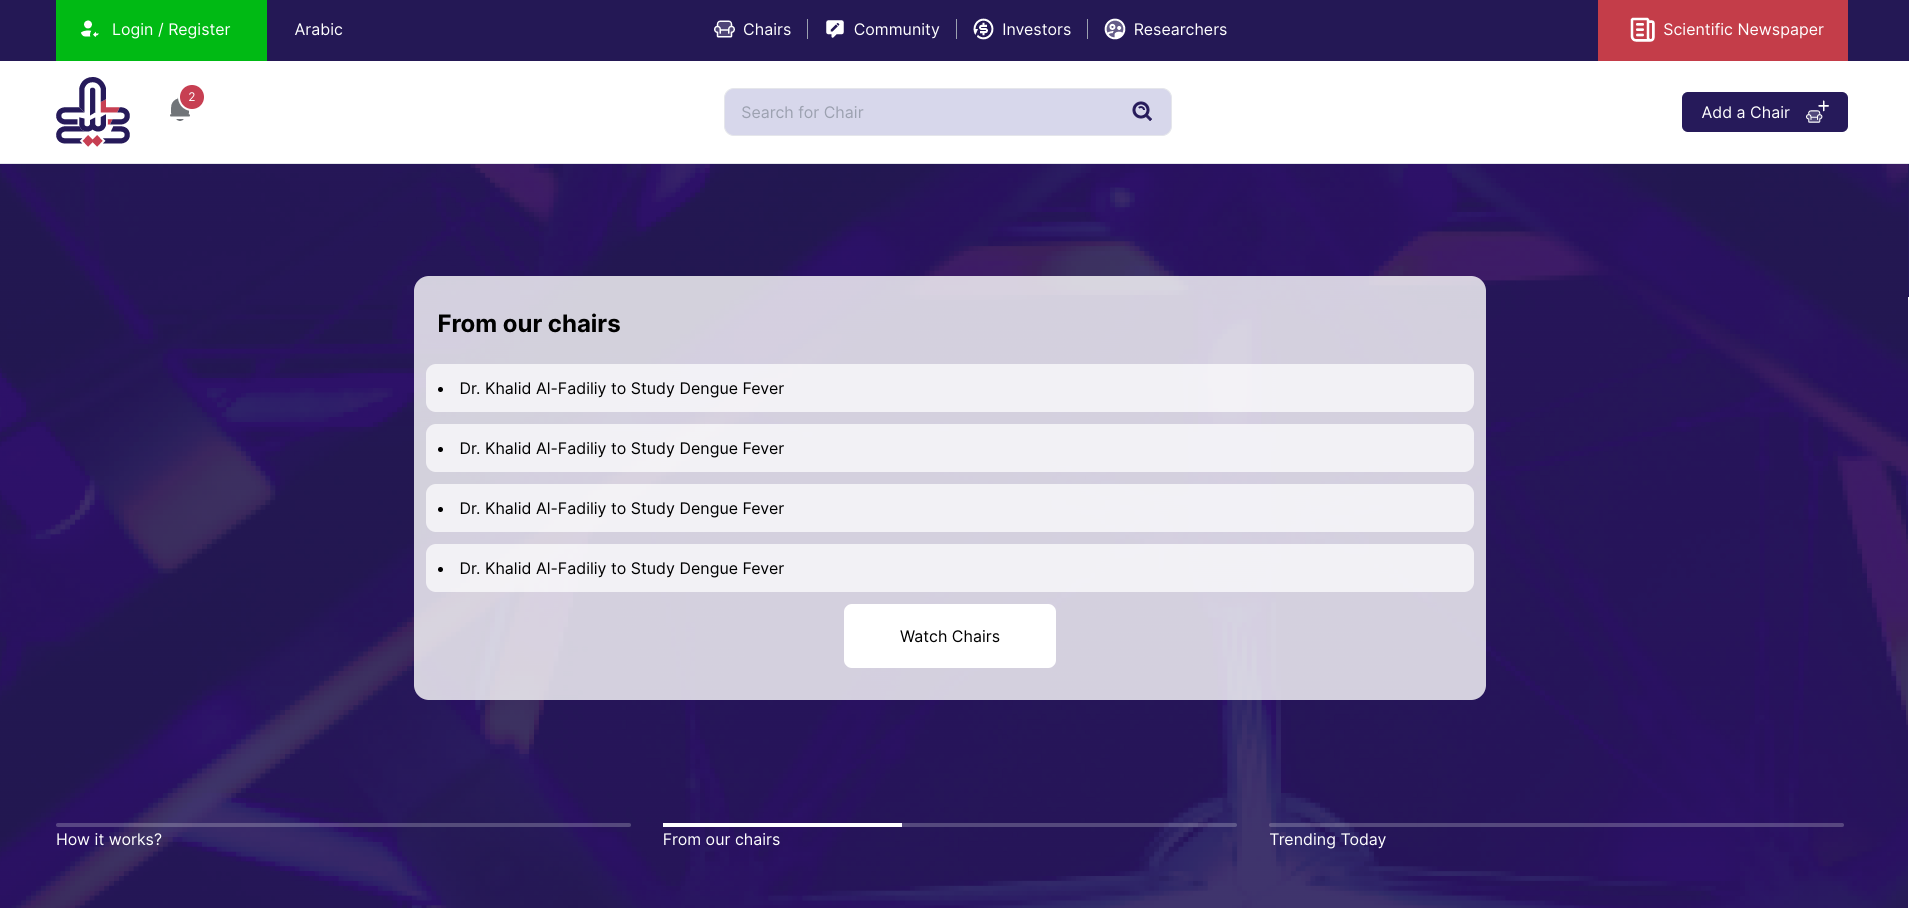 Login / Register
Arabic
Chairs
Community
Investors
Researchers
Scientific Newspaper
2
Search for Chair
Add a Chair
From our chairs
• Dr. Khalid Al-Fadiliy to Study Dengue Fever
• Dr. Khalid Al-Fadiliy to Study Dengue Fever
• Dr. Khalid Al-Fadiliy to Study Dengue Fever
• Dr. Khalid Al-Fadiliy to Study Dengue Fever
Watch Chairs
How it works?
From our chairs
Trending Today